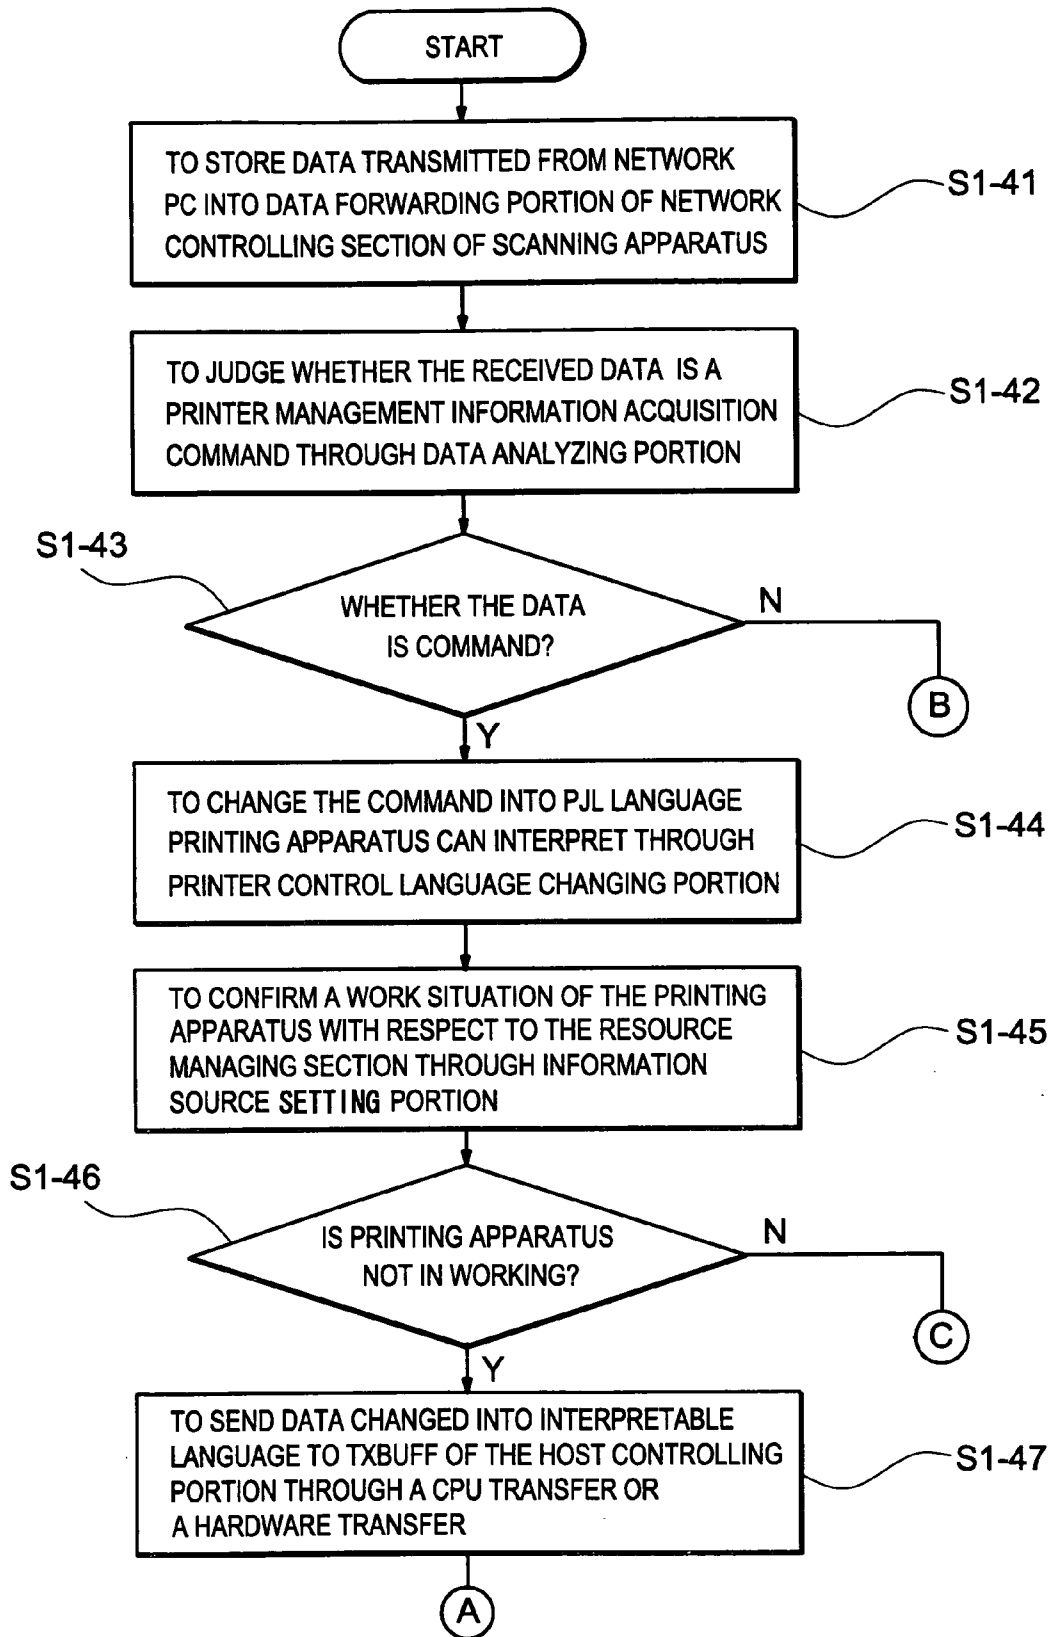 START
TO STORE DATA TRANSMITTED FROM NETWORK
PC INTO DATA FORWARDING PORTION OF NETWORK
CONTROLLING SECTION OF SCANNING APPARATUS
S1-41
TO JUDGE WHETHER THE RECEIVED DATA IS A
PRINTER MANAGEMENT INFORMATION ACQUISITION
COMMAND THROUGH DATA ANALYZING PORTION
S1-42
S1-43
WHETHER THE DATA
IS COMMAND?
N
B
Y
TO CHANGE THE COMMAND INTO PJL LANGUAGE
PRINTING APPARATUS CAN INTERPRET THROUGH
PRINTER CONTROL LANGUAGE CHANGING PORTION
S1-44
TO CONFIRM A WORK SITUATION OF THE PRINTING
APPARATUS WITH RESPECT TO THE RESOURCE
MANAGING SECTION THROUGH INFORMATION
SOURCE SETTING PORTION
S1-45
S1-46
IS PRINTING APPARATUS
NOT IN WORKING?
N
C
Y
TO SEND DATA CHANGED INTO INTERPRETABLE
LANGUAGE TO TXBUFF OF THE HOST CONTROLLING
PORTION THROUGH A CPU TRANSFER OR
A HARDWARE TRANSFER
S1-47
A